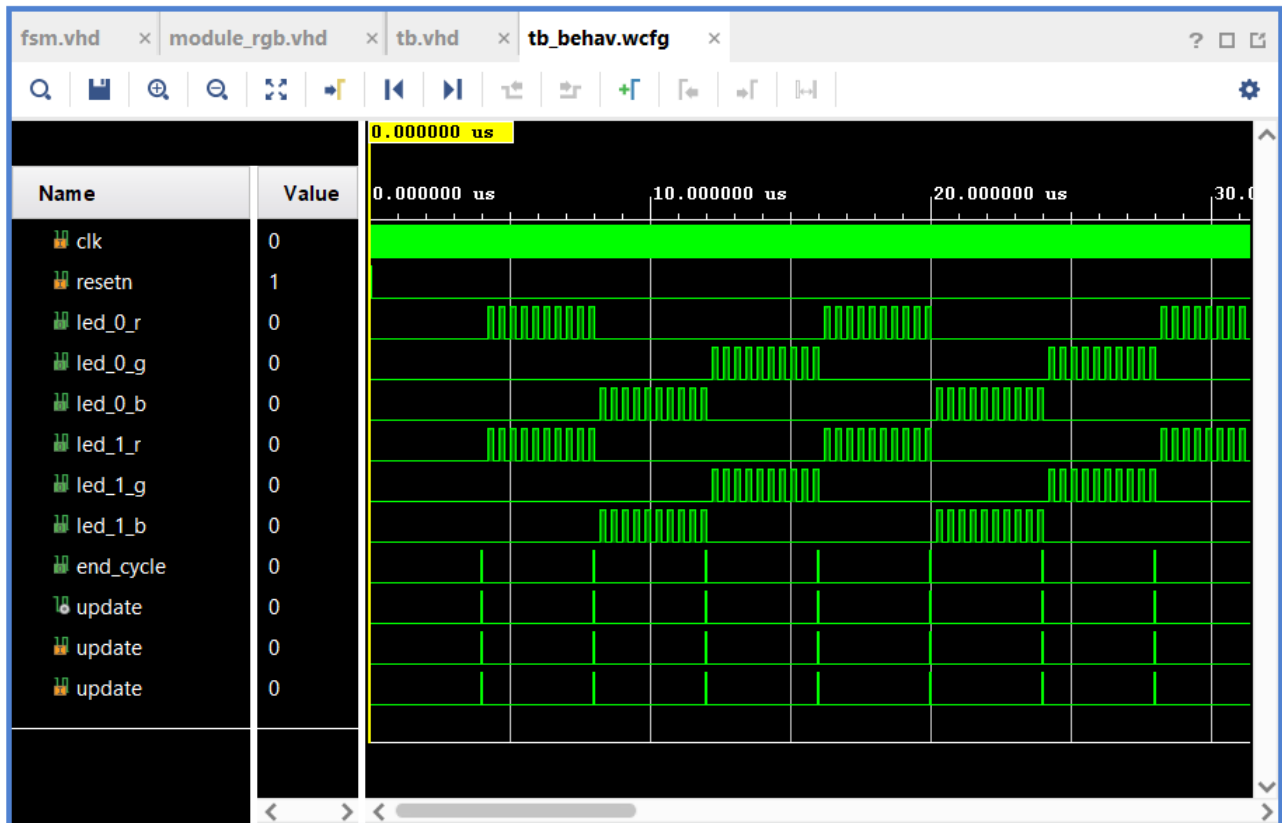 fsm.vhd × module_rgb.vhd × tb.vhd × tb_behav.wcfg × ?
0.000000 us
Name Value 0.000000 us 10.000000 us 20.000000 us 30.0
clk 0
resetn 1
led_0_r 0
led_0_g 0
led_0_b 0
led_1_r 0
led_1_g 0
led_1_b 0
end_cycle 0
update 0
update 0
update 0